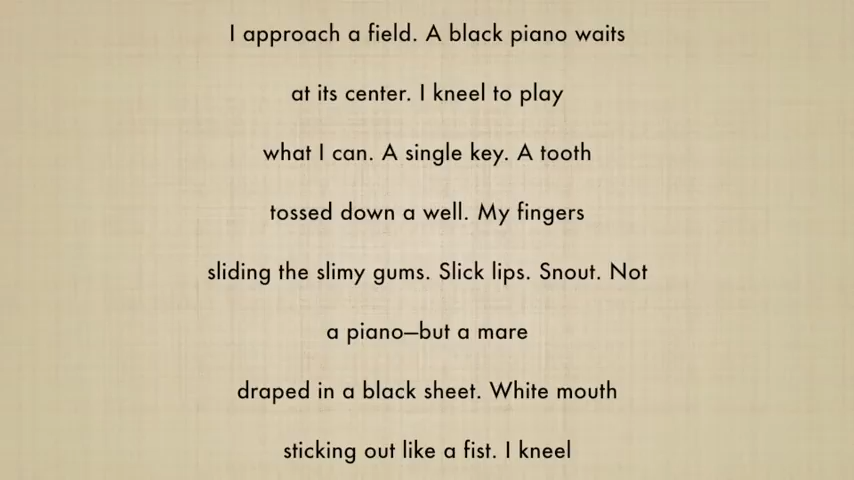 I approach a field. A black piano waits
at its center. I kneel to play
what I can. A single key. A tooth
tossed down a well. My fingers
sliding the slimy gums. Slick lips. Snout. Not
a piano—but a mare
draped in a black sheet. White mouth
sticking out like a fist. I kneel